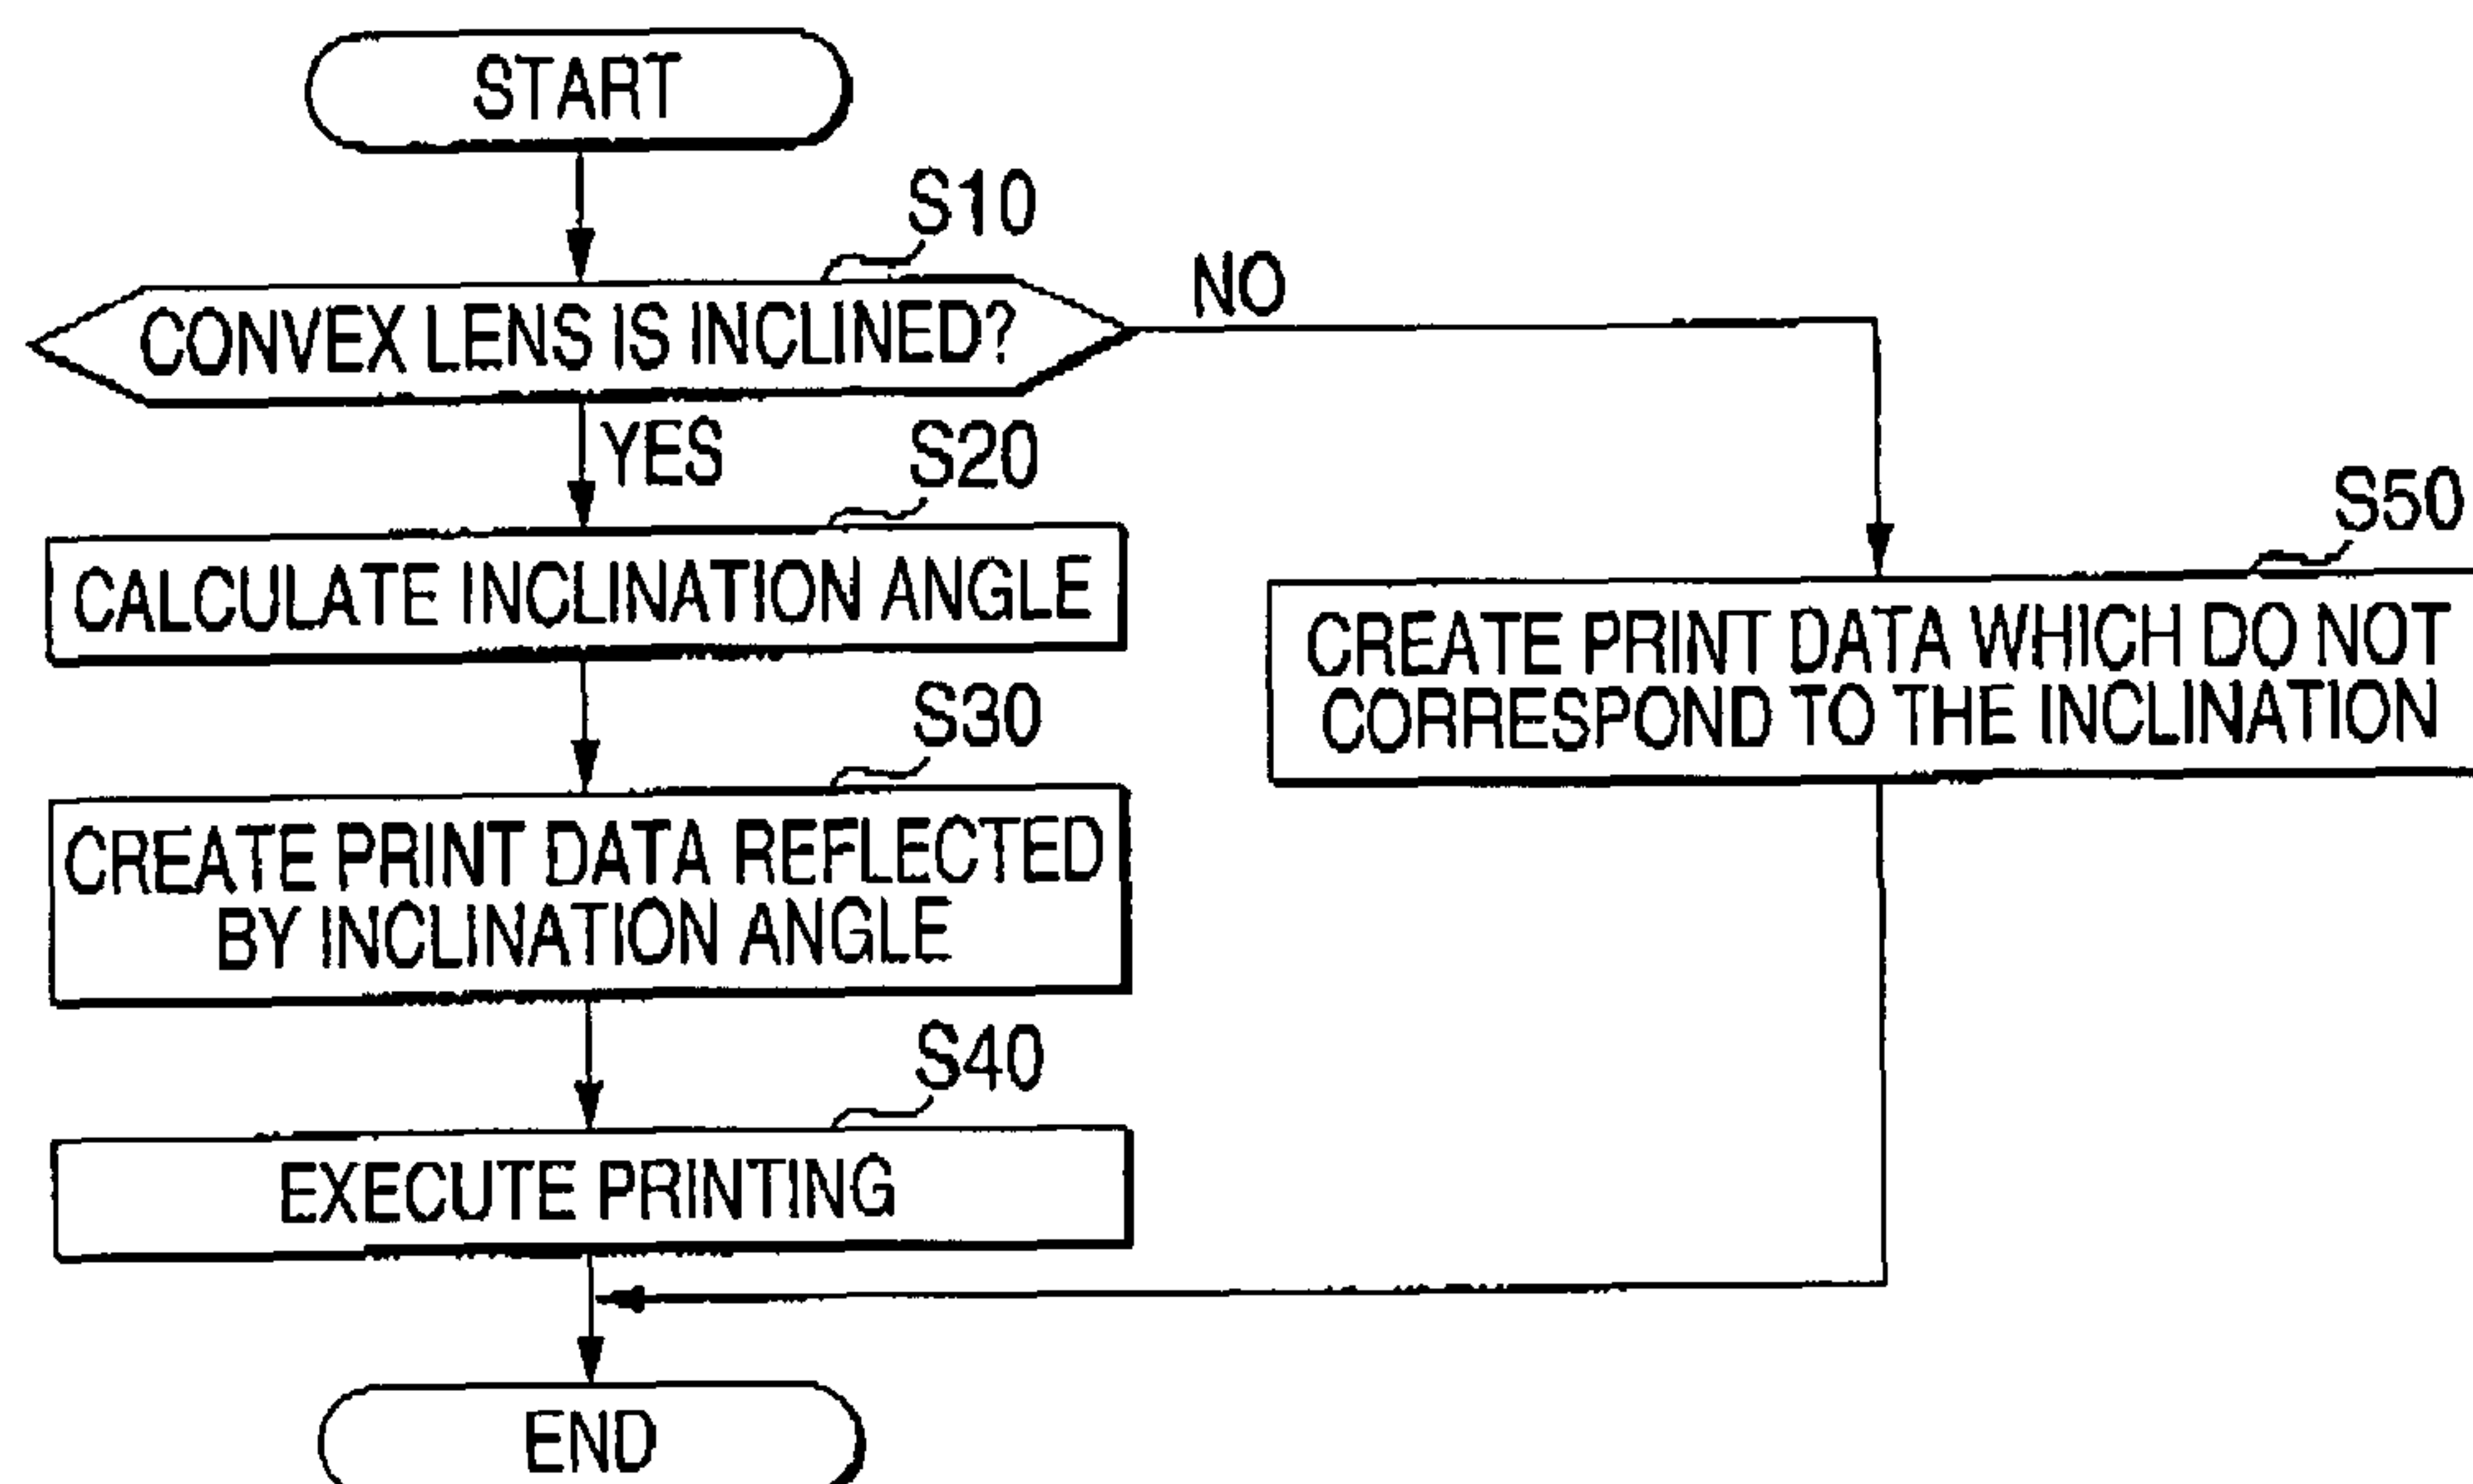 START
S10
CONVEX LENS IS INCLINED?
NO
YES
S20
CALCULATE INCLINATION ANGLE
S50
CREATE PRINT DATA WHICH DO NOT
CORRESPOND TO THE INCLINATION
S30
CREATE PRINT DATA REFLECTED
BY INCLINATION ANGLE
S40
EXECUTE PRINTING
END